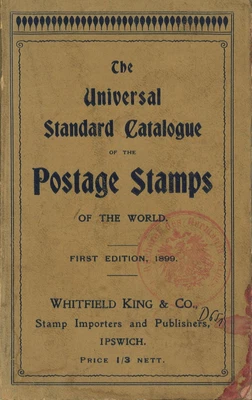 The
Universal
Standard Catalogue
OF THE
Postage Stamps
OF THE WORLD.
FIRST EDITION, 1899.
WHITFIELD KING & CO.,
Stamp Importers and Publishers,
IPSWICH.
PRICE 1/3 NETT.